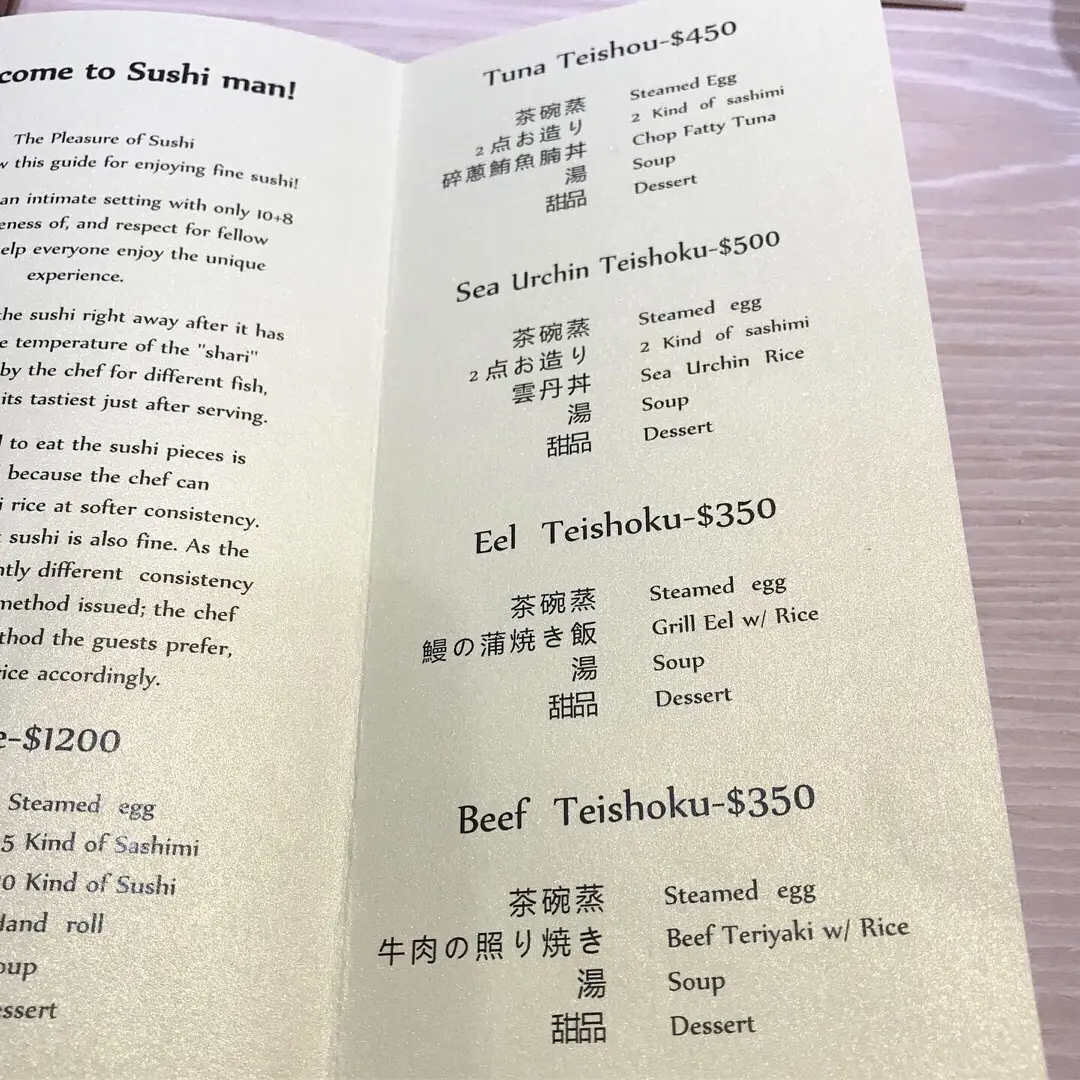 come to Sushi man!
The Pleasure of Sushi
this guide for enjoying fine sushi!
an intimate setting with only 10+8
of, and respect for fellow
everyone enjoy the unique
experience.
the sushi right away after it has
temperature of the "shari"
by the chef for different fish,
its tastiest just after serving.
to eat the sushi pieces is
because the chef can
rice at softer consistency.
sushi is also fine. As the
different consistency
method issued; the chef
the guests prefer,
accordingly.
-$1200
Steamed egg
5 Kind of Sashimi
0 Kind of Sushi
roll
Tuna Teishou-$450
茶碗蒸 Steamed Egg
2点お造り 2 Kind of sashimi
碎蔥鮪魚腩丼 Chop Fatty Tuna
湯 Soup
甜品 Dessert
Sea Urchin Teishoku-$500
茶碗蒸 Steamed egg
2点お造り 2 Kind of sashimi
雲丹丼 Sea Urchin Rice
湯 Soup
甜品 Dessert
Eel Teishoku-$350
茶碗蒸 Steamed egg
鰻の蒲焼き飯 Grill Eel w/ Rice
湯 Soup
甜品 Dessert
Beef Teishoku-$350
茶碗蒸 Steamed egg
牛肉の照り焼き Beef Teriyaki w/ Rice
湯 Soup
甜品 Dessert